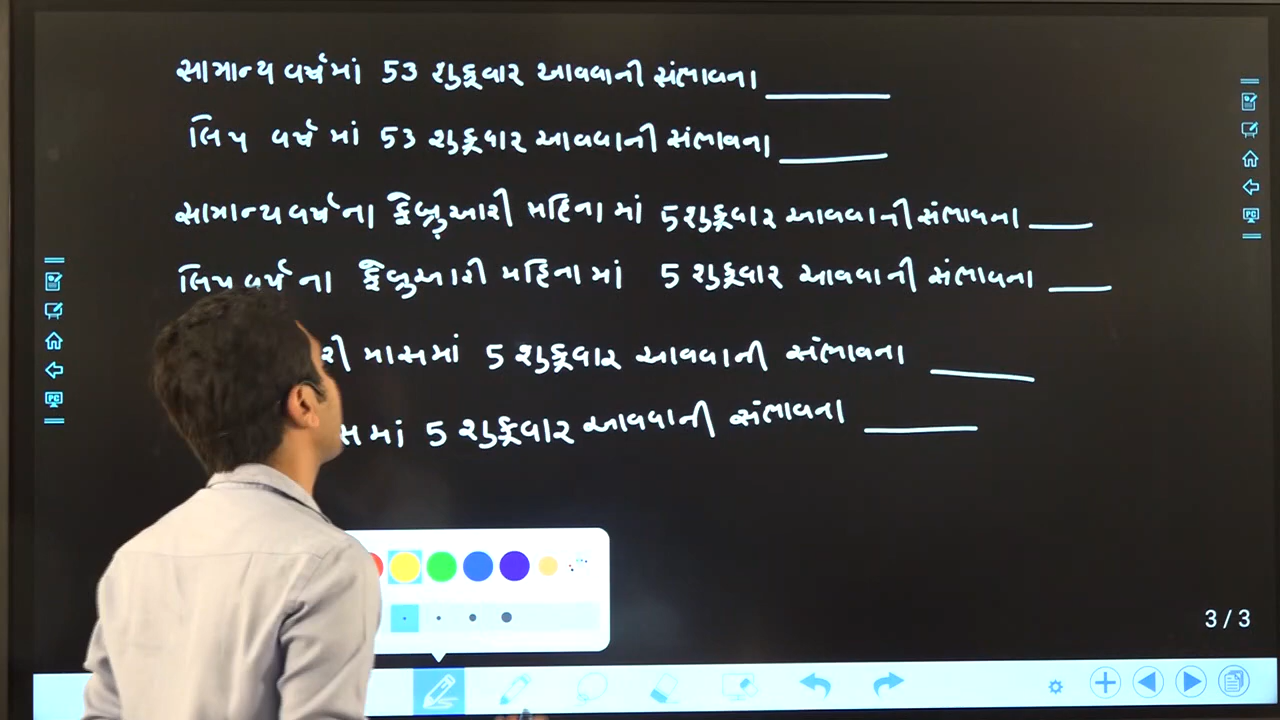 સામાન્ય વર્ષમાં 53 શુક્રવાર આવવાની સંભાવના
લિપ વર્ષ માં 53 શુક્રવાર આવવાની સંભાવના
સામાન્ય વર્ષના ફેબ્રુઆરી મહિના માં 5 શુક્રવાર આવવાની સંભાવના
લિપ વર્ષ ના ફેબ્રુઆરી મહિના માં 5 શુક્રવાર આવવાની સંભાવના
રી માસમાં 5 શુક્રવાર આવવાની સંભાવના
સમાં 5 શુક્રવાર આવવાની સંભાવના
3 / 3